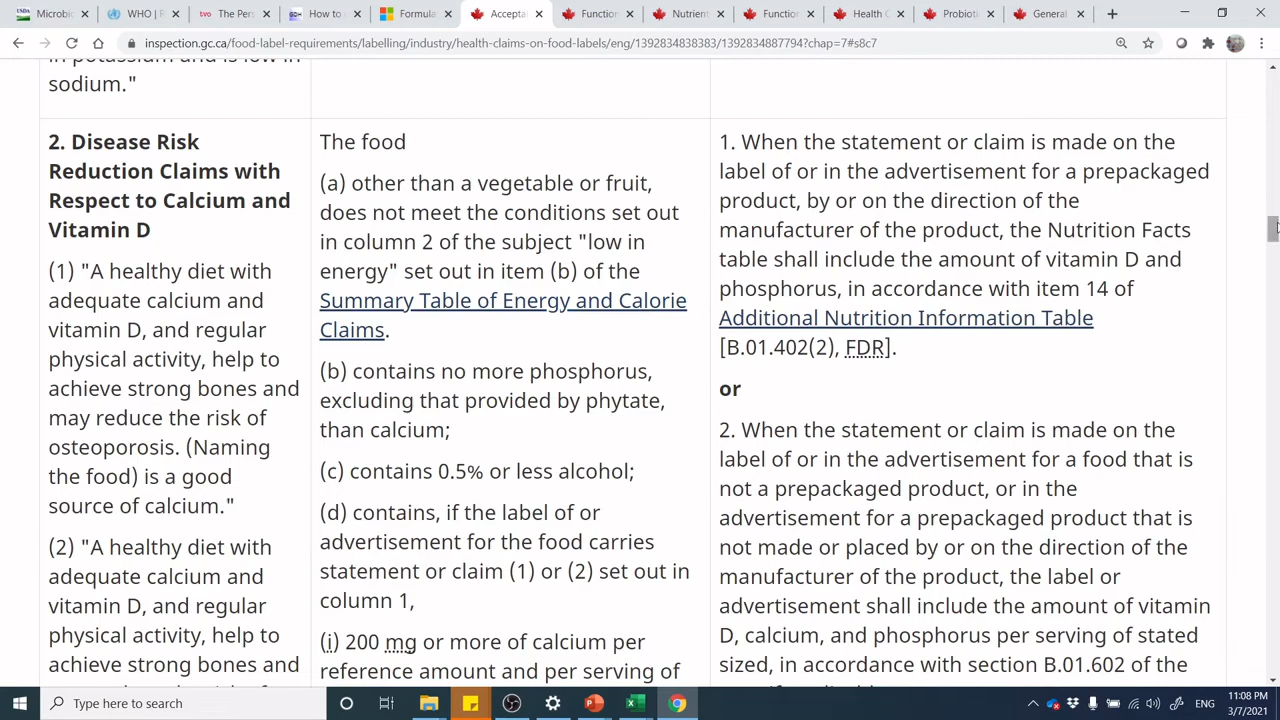 Microbic
WHO | R
tvo The Pers
How to
Formula
Accepta
Function
Nutrient
Function
Health C
Probioti
General
inspection.gc.ca/food-label-requirements/labelling/industry/health-claims-on-food-labels/eng/1392834838383/1392834887794?chap=7#s8c7
in potassium and is low in
sodium."
2. Disease Risk
Reduction Claims with
Respect to Calcium and
Vitamin D
(1) "A healthy diet with
adequate calcium and
vitamin D, and regular
physical activity, help to
achieve strong bones and
may reduce the risk of
osteoporosis. (Naming
the food) is a good
source of calcium."
(2) "A healthy diet with
adequate calcium and
vitamin D, and regular
physical activity, help to
achieve strong bones and
The food
(a) other than a vegetable or fruit,
does not meet the conditions set out
in column 2 of the subject "low in
energy" set out in item (b) of the
Summary Table of Energy and Calorie
Claims.
(b) contains no more phosphorus,
excluding that provided by phytate,
than calcium;
(c) contains 0.5% or less alcohol;
(d) contains, if the label of or
advertisement for the food carries
statement or claim (1) or (2) set out in
column 1,
(i) 200 mg or more of calcium per
reference amount and per serving of
1. When the statement or claim is made on the
label of or in the advertisement for a prepackaged
product, by or on the direction of the
manufacturer of the product, the Nutrition Facts
table shall include the amount of vitamin D and
phosphorus, in accordance with item 14 of
Additional Nutrition Information Table
[B.01.402(2), FDR].
or
2. When the statement or claim is made on the
label of or in the advertisement for a food that is
not a prepackaged product, or in the
advertisement for a prepackaged product that is
not made or placed by or on the direction of the
manufacturer of the product, the label or
advertisement shall include the amount of vitamin
D, calcium, and phosphorus per serving of stated
sized, in accordance with section B.01.602 of the
Type here to search
ENG
11:08 PM
3/7/2021